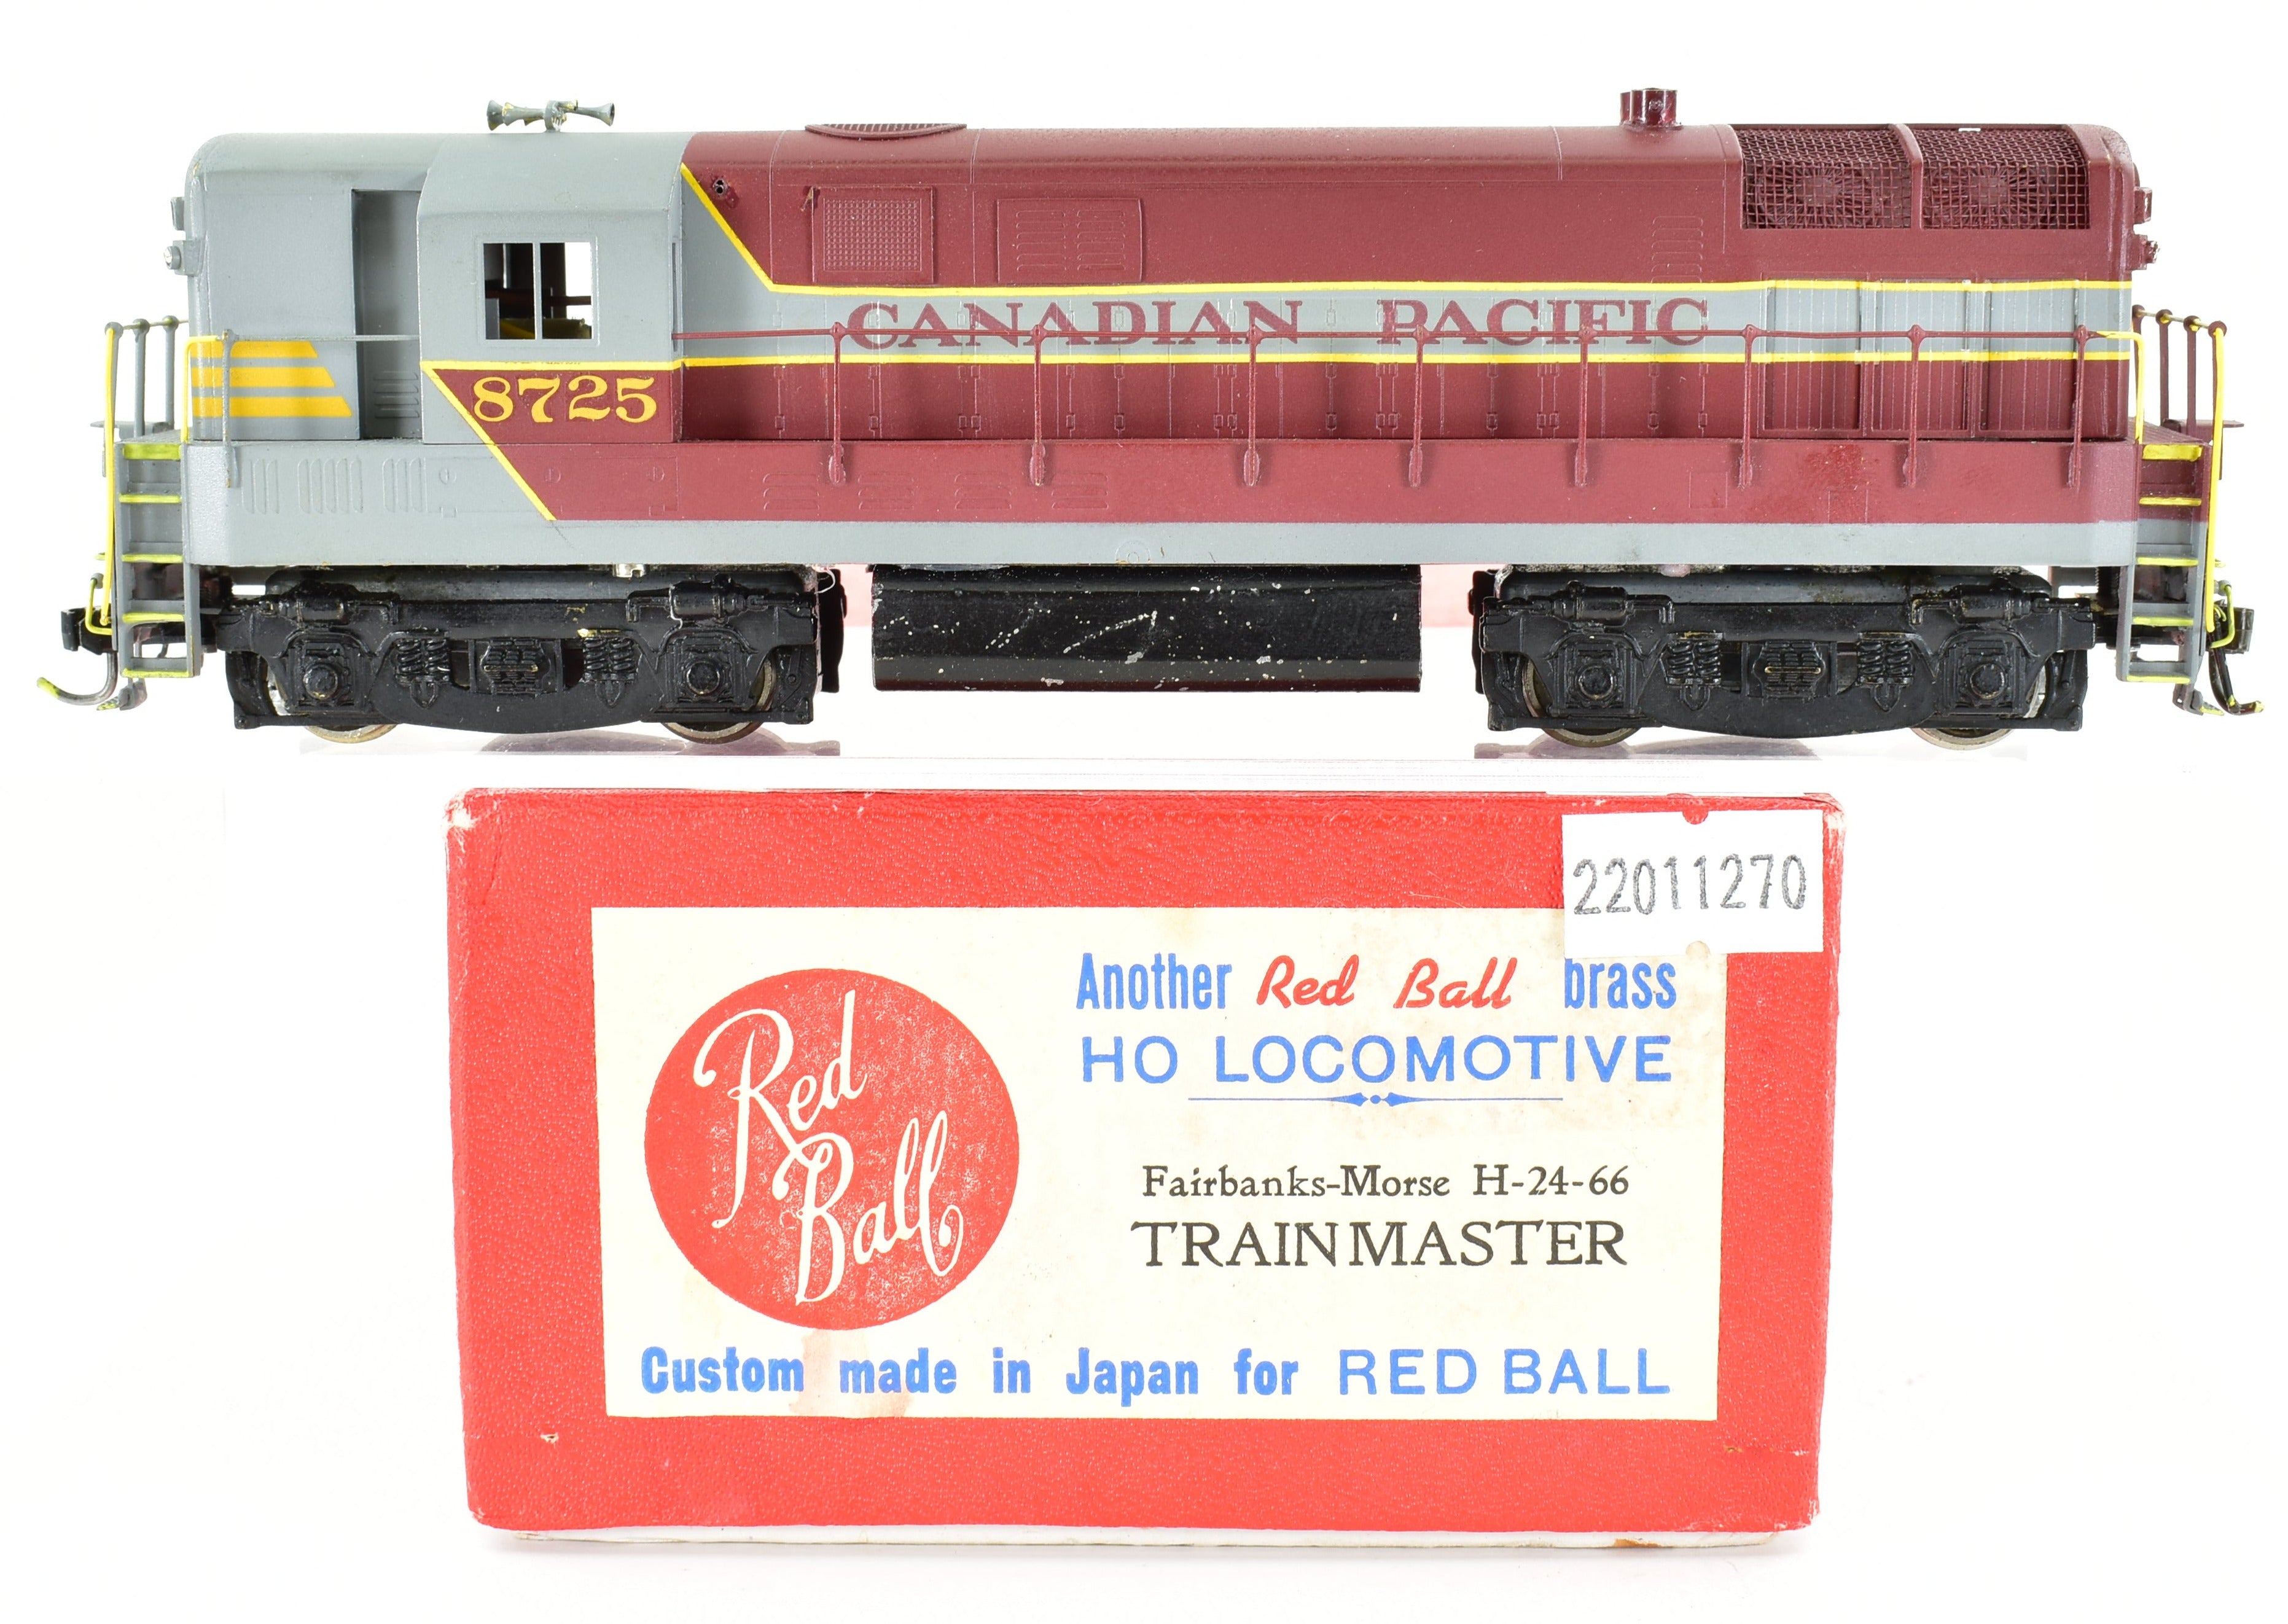 CANADIAN PACIFIC
8725
22011270
Another Red Ball brass
HO LOCOMOTIVE
Red
Ball
Fairbanks-Morse H-24-66
TRAINMASTER
Custom made in Japan for RED BALL